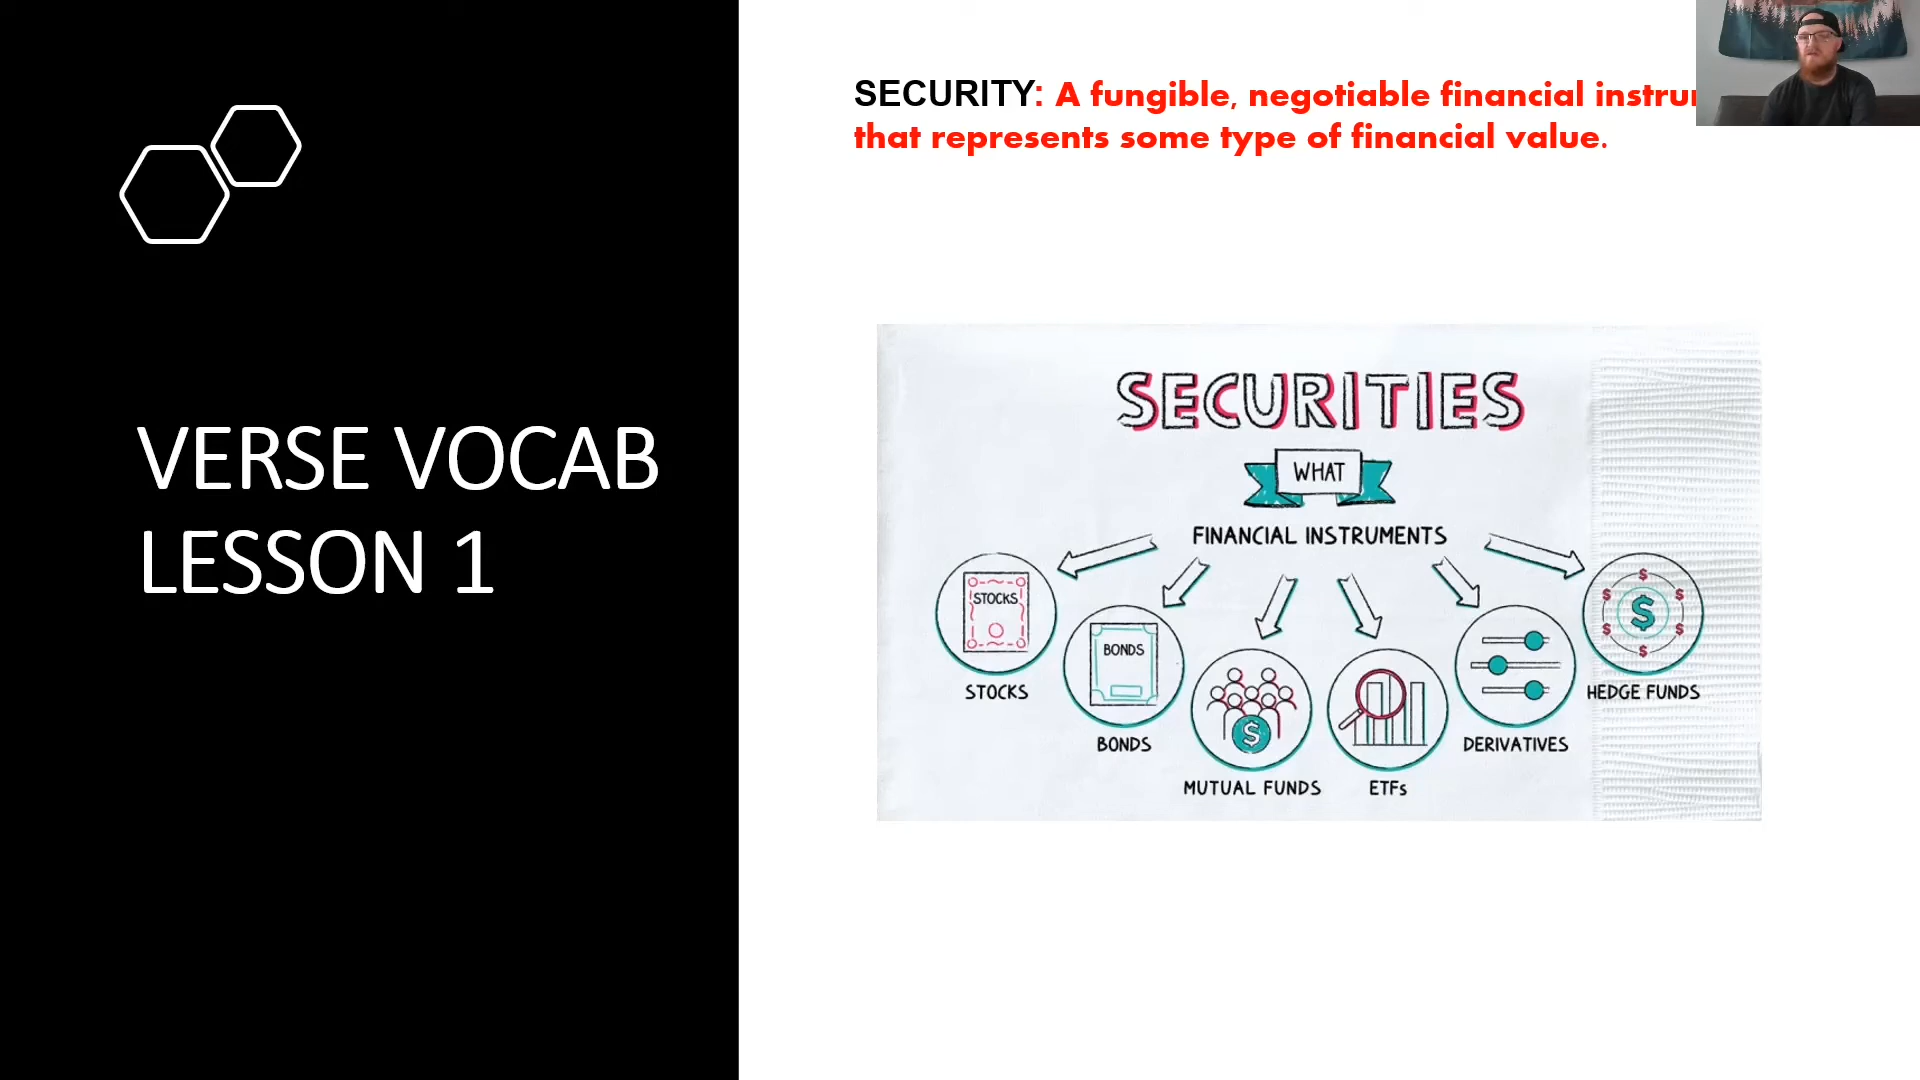 VERSE VOCAB
LESSON 1
SECURITY: A fungible, negotiable financial
that represents some type of financial value.
SECURITIES
WHAT
FINANCIAL INSTRUMENTS
STOCKS
STOCKS
BONDS
BONDS
$
MUTUAL FUNDS
ETFs
DERIVATIVES
$
$
$
$
$
$
$
HEDGE FUNDS